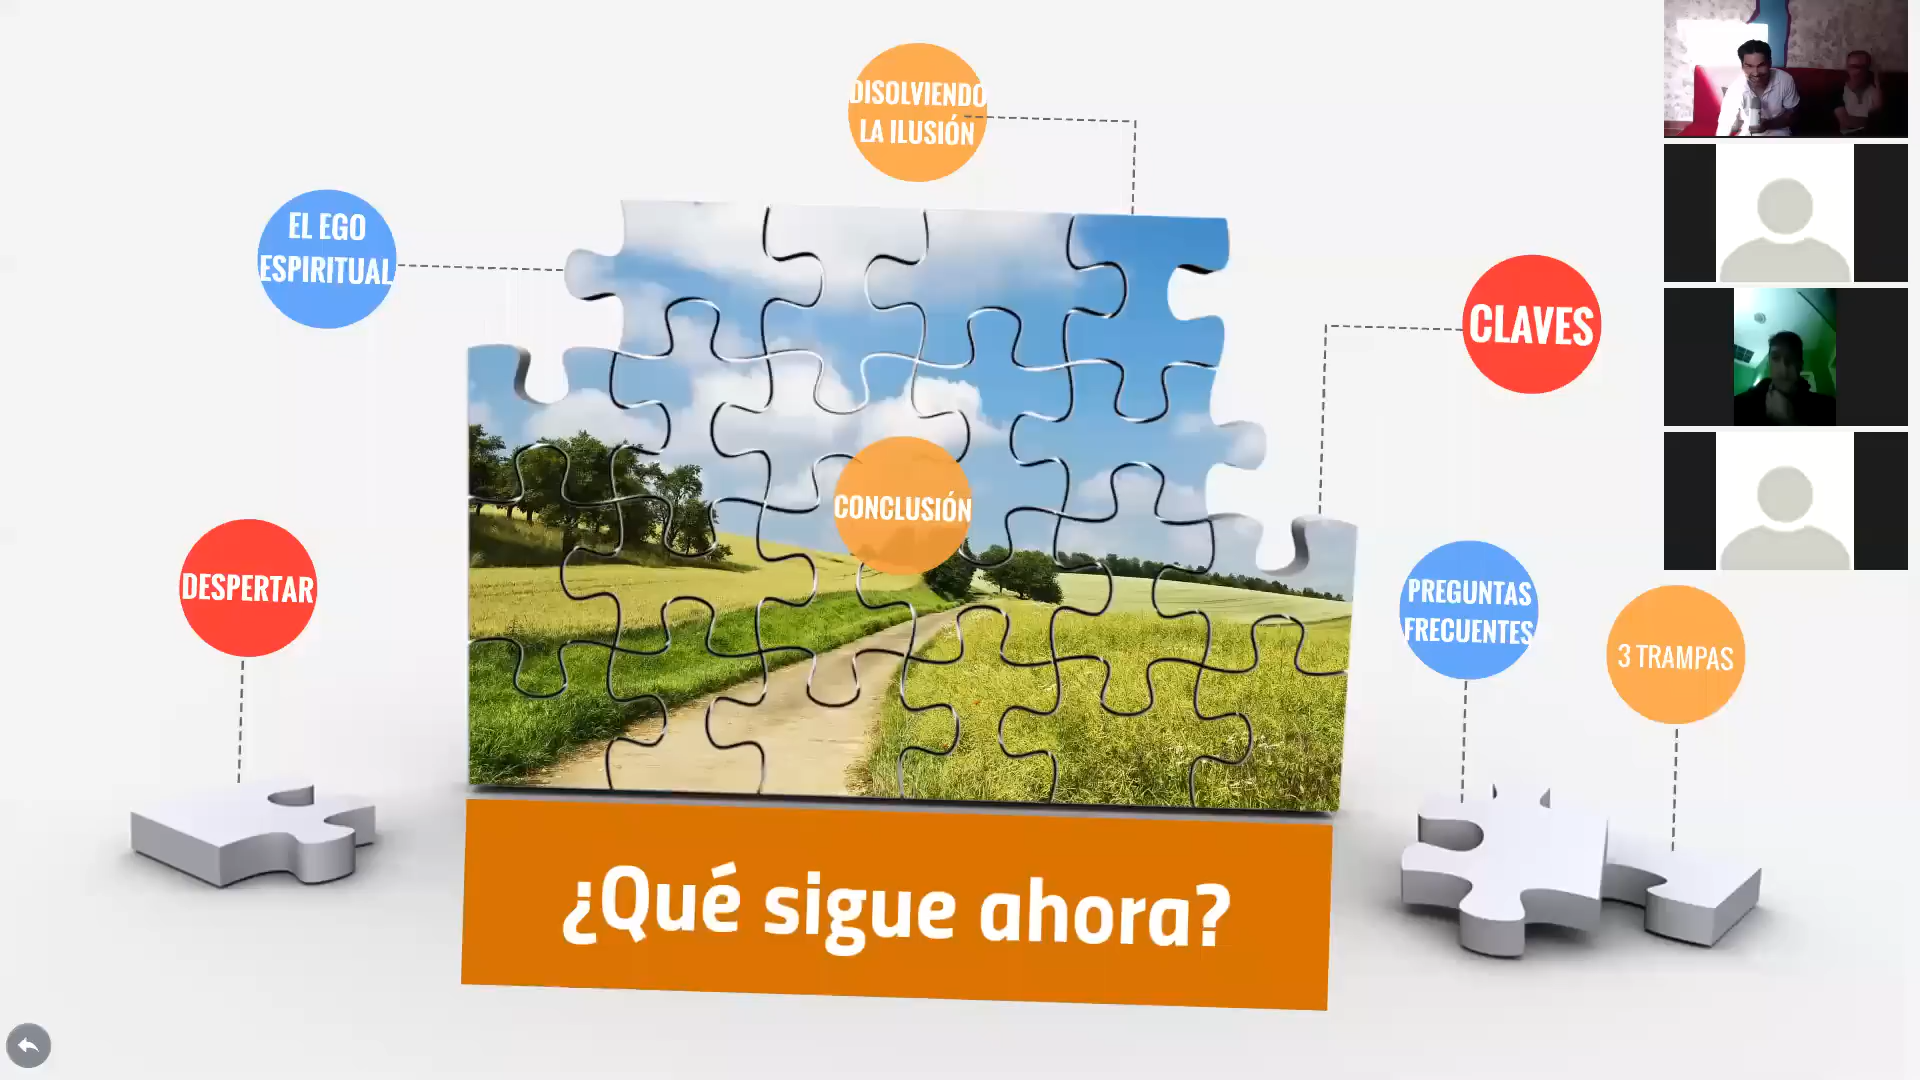 DISOLVIENDO
LA ILUSIÓN
EL EGO
ESPIRITUAL
CLAVES
CONCLUSIÓN
DESPERTAR
PREGUNTAS
FRECUENTES
3 TRAMPAS
¿Qué sigue ahora?